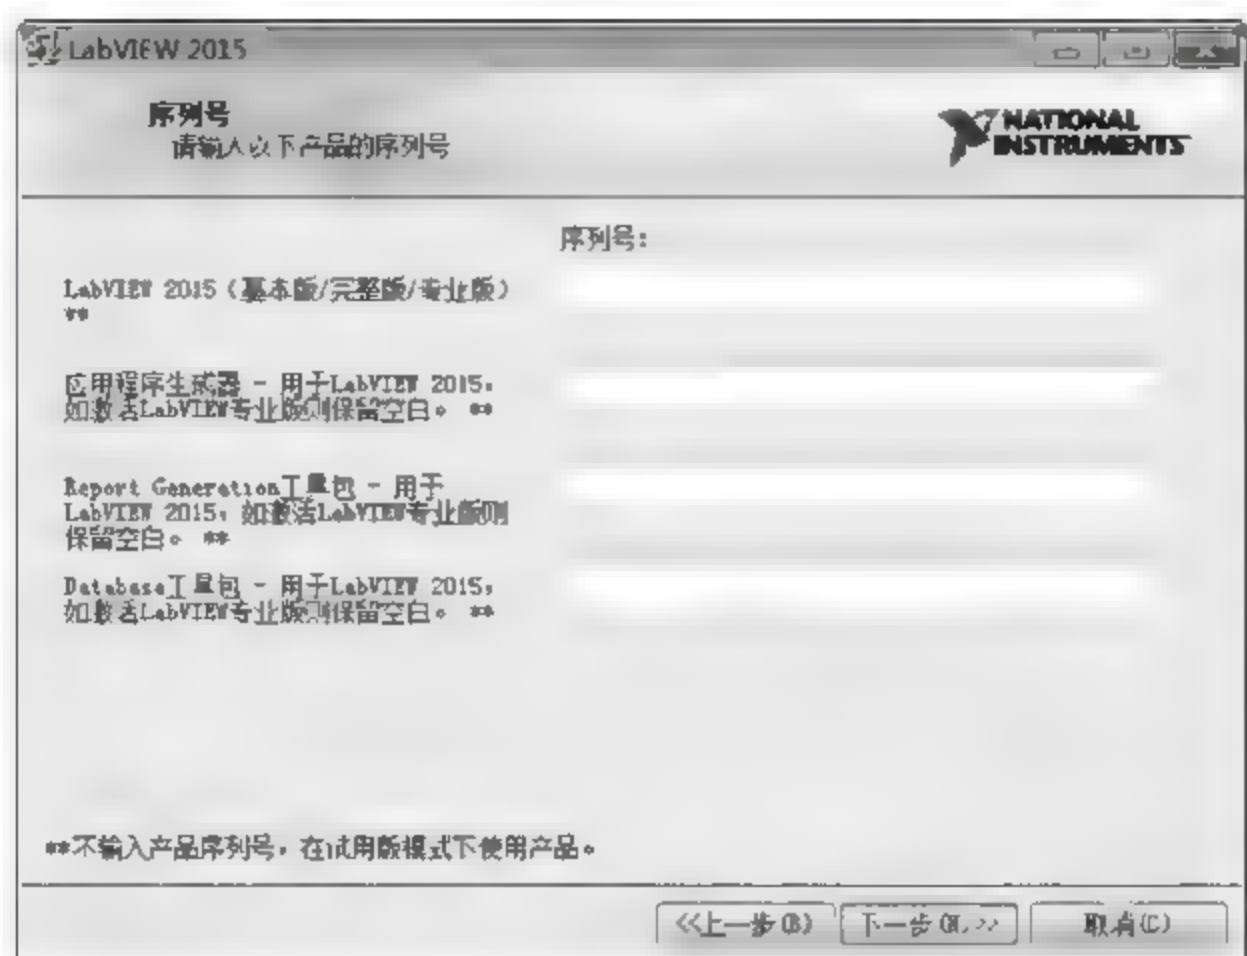 LabVIEW 2015
序列号
请输入以下产品的序列号
NATIONAL
INSTRUMENTS
序列号:
LabVIEW 2015（基本版/完整版/专业版）
**
应用程序生成器 - 用于LabVIEW 2015，
如激活LabVIEW专业版则保留空白。 **
Report Generation工具包 - 用于
LabVIEW 2015，如激活LabVIEW专业版则
保留空白。 **
Database工具包 - 用于LabVIEW 2015，
如激活LabVIEW专业版则保留空白。 **
**不输入产品序列号，在试用版模式下使用产品。
<<上一步(B)
下一步(N)>>
取消(C)